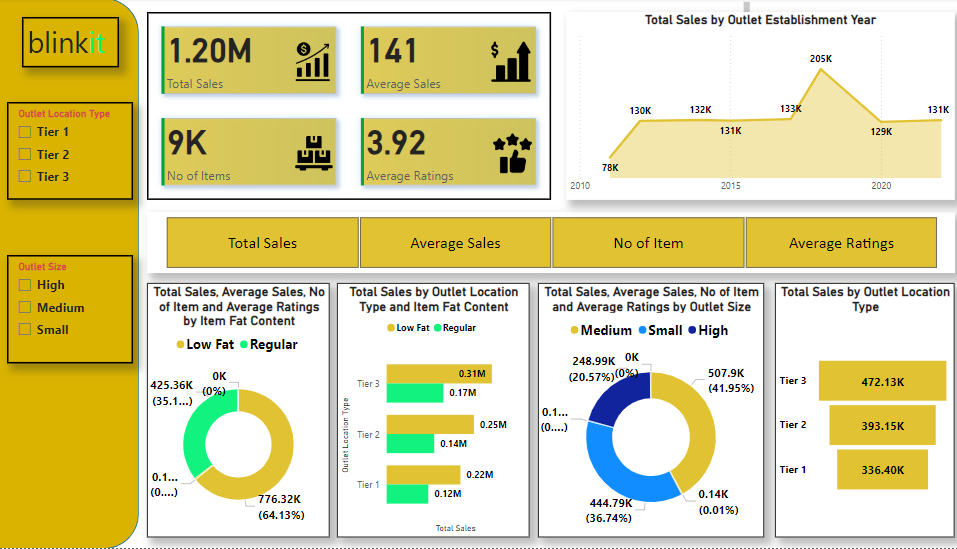 blinkit
Outlet Location Type
Tier 1
Tier 2
Tier 3
Outlet Size
High
Medium
Small
1.20M
Total Sales
141
Average Sales
9K
No of Items
3.92
Average Ratings
Total Sales by Outlet Establishment Year
205K
130K
132K
133K
131K
131K
129K
78K
2010
2015
2020
Total Sales
Average Sales
No of Item
Average Ratings
Total Sales, Average Sales, No
of Item and Average Ratings
by Item Fat Content
Low Fat
Regular
0K
(0%)
425.36K
(35.1...)
0.1...
(0....)
776.32K
(64.13%)
Total Sales by Outlet Location
Type and Item Fat Content
Low Fat
Regular
Outlet Location Type
Tier 3
0.31M
0.17M
Tier 2
0.25M
0.14M
Tier 1
0.22M
0.12M
Total Sales
Total Sales, Average Sales, No of Item
and Average Ratings by Outlet Size
Medium
Small
High
0K
(0%)
248.99K
(20.57%)
507.9K
(41.95%)
0.1...
(0....)
444.79K
(36.74%)
0.14K
(0.01%)
Total Sales by Outlet Location
Type
Tier 3
472.13K
Tier 2
393.15K
Tier 1
336.40K